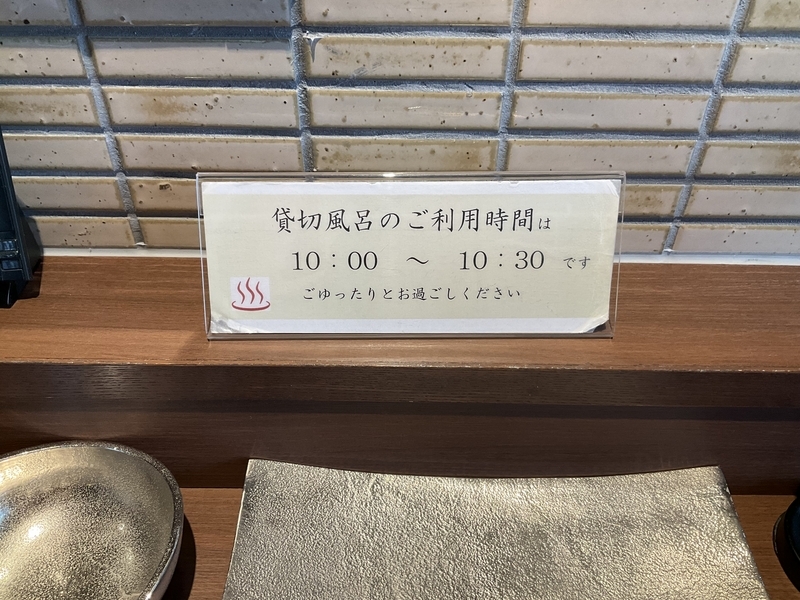 貸切風呂のご利用時間は
10：00　～　10：30　です
ごゆったりとお過ごしください